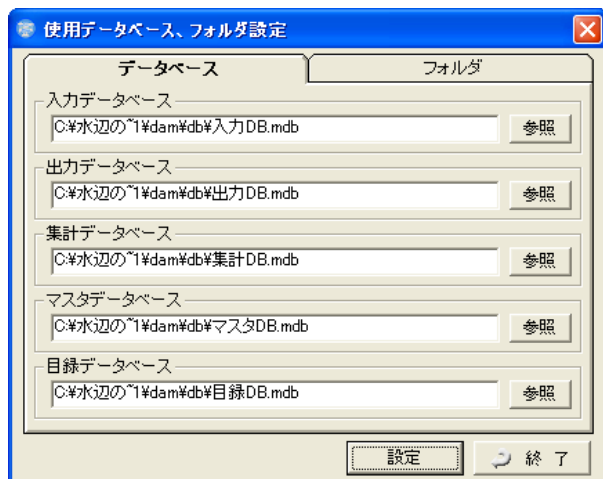 使用データベース、フォルダ設定
データベース フォルダ
入力データベース
C:¥水辺の~1¥dam¥db¥入力DB.mdb 参照
出力データベース
C:¥水辺の~1¥dam¥db¥出力DB.mdb 参照
集計データベース
C:¥水辺の~1¥dam¥db¥集計DB.mdb 参照
マスタデータベース
C:¥水辺の~1¥dam¥db¥マスタDB.mdb 参照
目録データベース
C:¥水辺の~1¥dam¥db¥目録DB.mdb 参照
設定 終 了